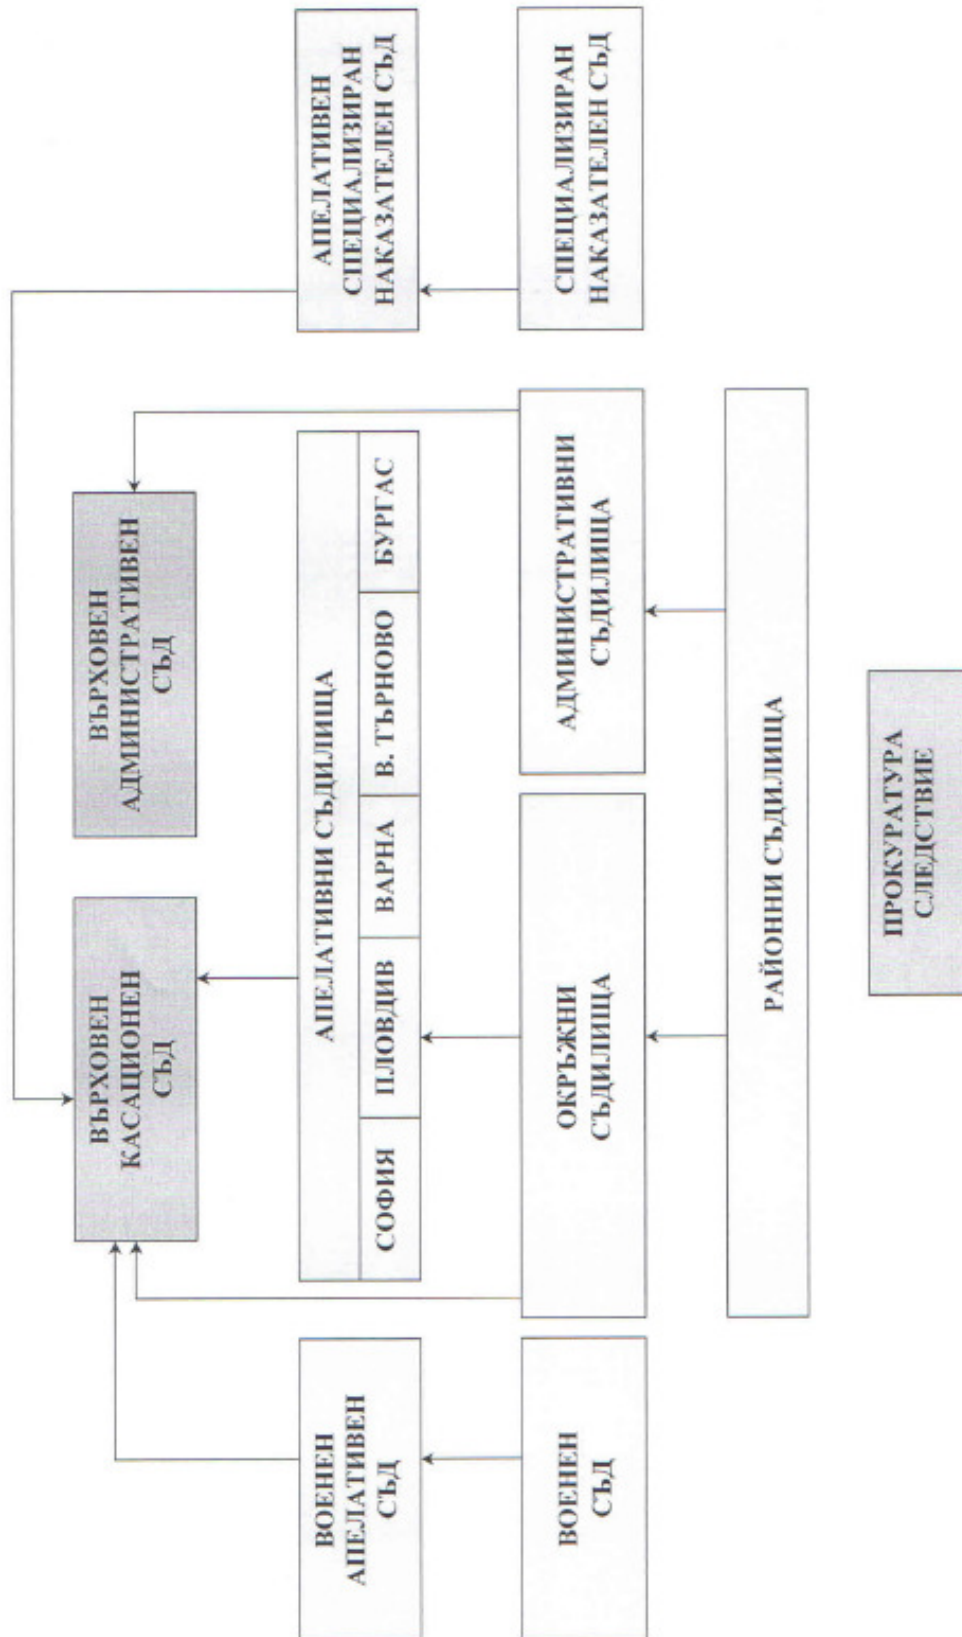 ВЪРХОВЕН
КАСАЦИОНЕН
СЪД
ВЪРХОВЕН
АДМИНИСТРАТИВЕН
СЪД
ВОЕНЕН
АПЕЛАТИВЕН
СЪД
АПЕЛАТИВНИ СЪДИЛИЩА
СОФИЯ
ПЛОВДИВ
ВАРНА
В. ТЪРНОВО
БУРГАС
АПЕЛАТИВЕН
СПЕЦИАЛИЗИРАН
НАКАЗАТЕЛЕН СЪД
ВОЕНЕН
СЪД
ОКРЪЖНИ
СЪДИЛИЩА
АДМИНИСТРАТИВНИ
СЪДИЛИЩА
СПЕЦИАЛИЗИРАН
НАКАЗАТЕЛЕН СЪД
РАЙОННИ СЪДИЛИЩА
ПРОКУРАТУРА
СЛЕДСТВИЕ